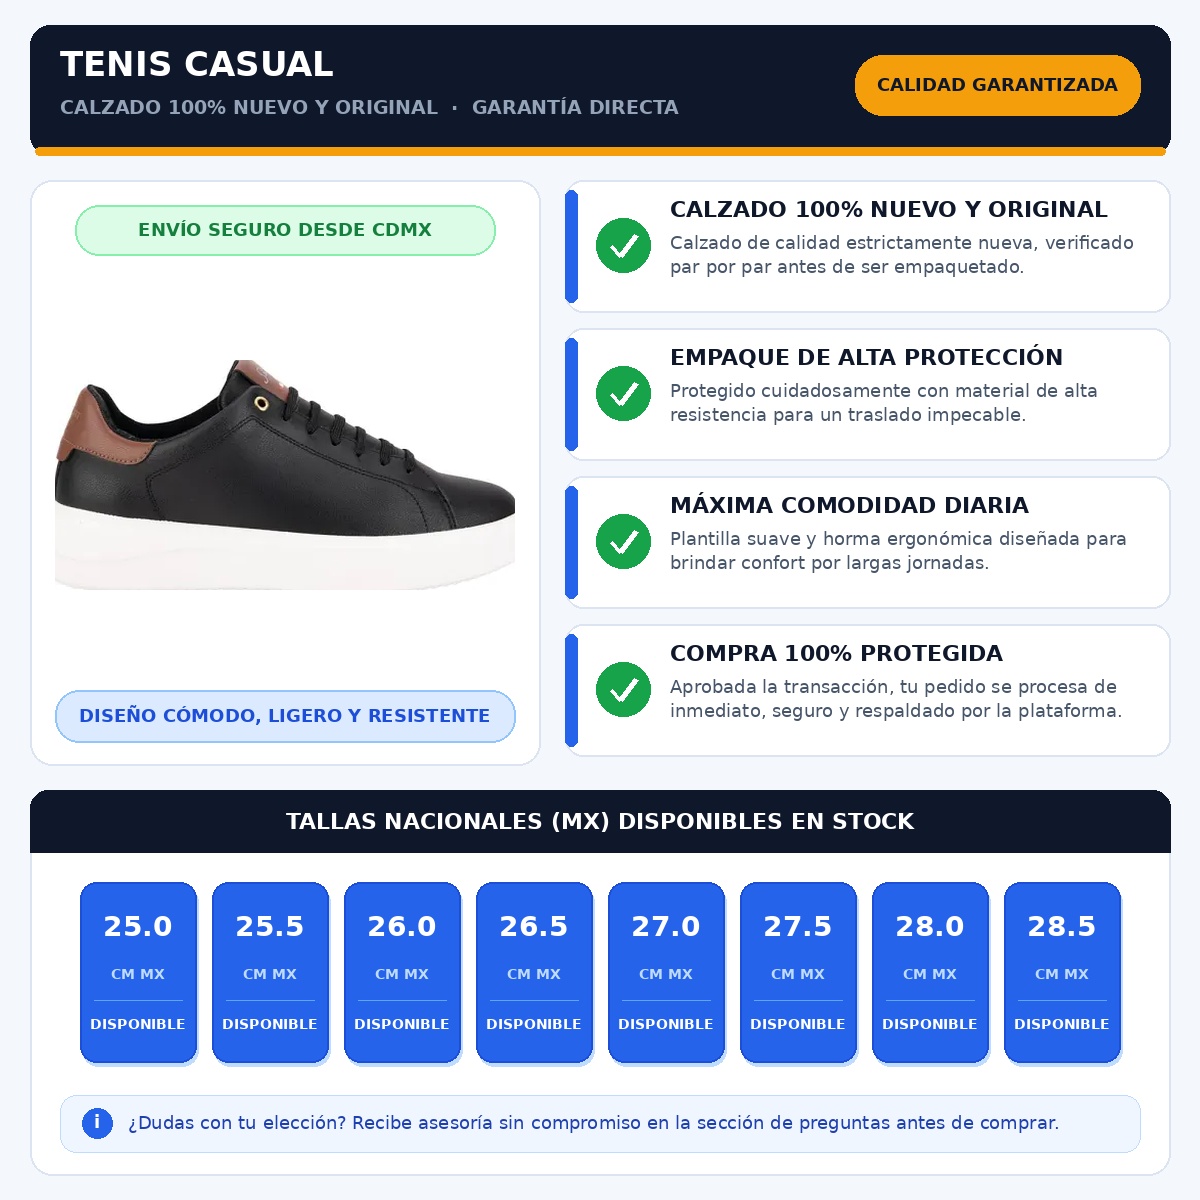 TENIS CASUAL
CALZADO 100% NUEVO Y ORIGINAL · GARANTÍA DIRECTA
CALIDAD GARANTIZADA
ENVÍO SEGURO DESDE CDMX
DISEÑO CÓMODO, LIGERO Y RESISTENTE
CALZADO 100% NUEVO Y ORIGINAL
Calzado de calidad estrictamente nueva, verificado
par por par antes de ser empaquetado.
EMPAQUE DE ALTA PROTECCIÓN
Protegido cuidadosamente con material de alta
resistencia para un traslado impecable.
MÁXIMA COMODIDAD DIARIA
Plantilla suave y horma ergonómica diseñada para
brindar confort por largas jornadas.
COMPRA 100% PROTEGIDA
Aprobada la transacción, tu pedido se procesa de
inmediato, seguro y respaldado por la plataforma.
TALLAS NACIONALES (MX) DISPONIBLES EN STOCK
25.0 25.5 26.0 26.5 27.0 27.5 28.0 28.5
CM MX CM MX CM MX CM MX CM MX CM MX CM MX CM MX
DISPONIBLE DISPONIBLE DISPONIBLE DISPONIBLE DISPONIBLE DISPONIBLE DISPONIBLE DISPONIBLE
i ¿Dudas con tu elección? Recibe asesoría sin compromiso en la sección de preguntas antes de comprar.